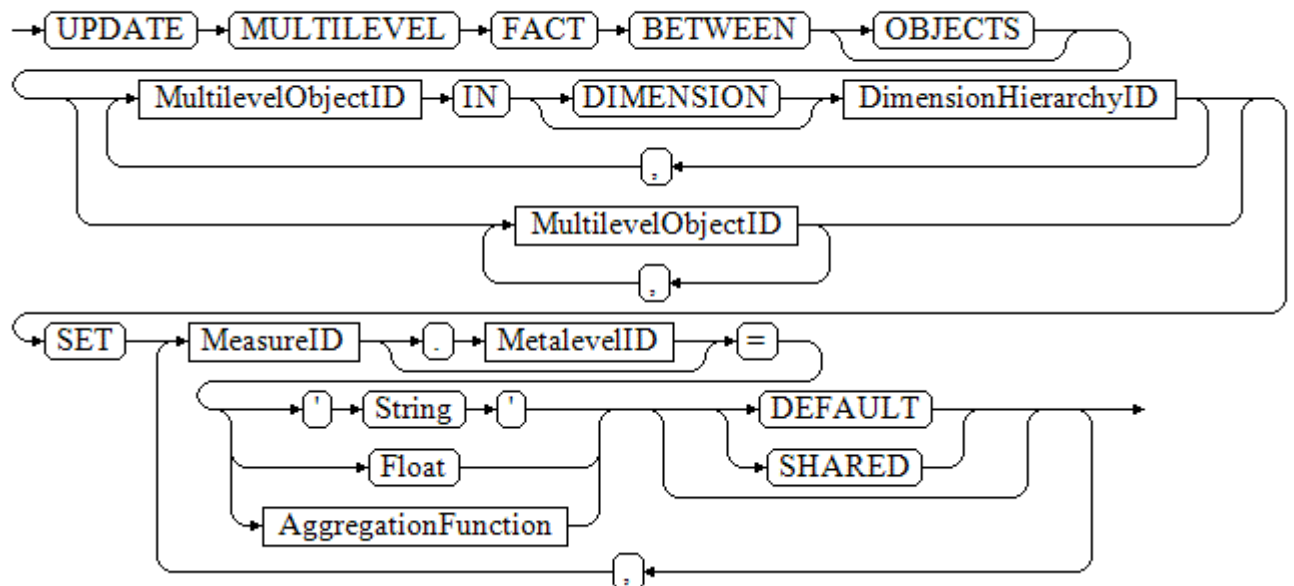 UPDATE MULTILEVEL FACT BETWEEN OBJECTS
MultilevelObjectID IN DIMENSION DimensionHierarchyID
,
MultilevelObjectID
,
SET MeasureID . MetalevelID =
' String ' DEFAULT
Float SHARED
AggregationFunction
,